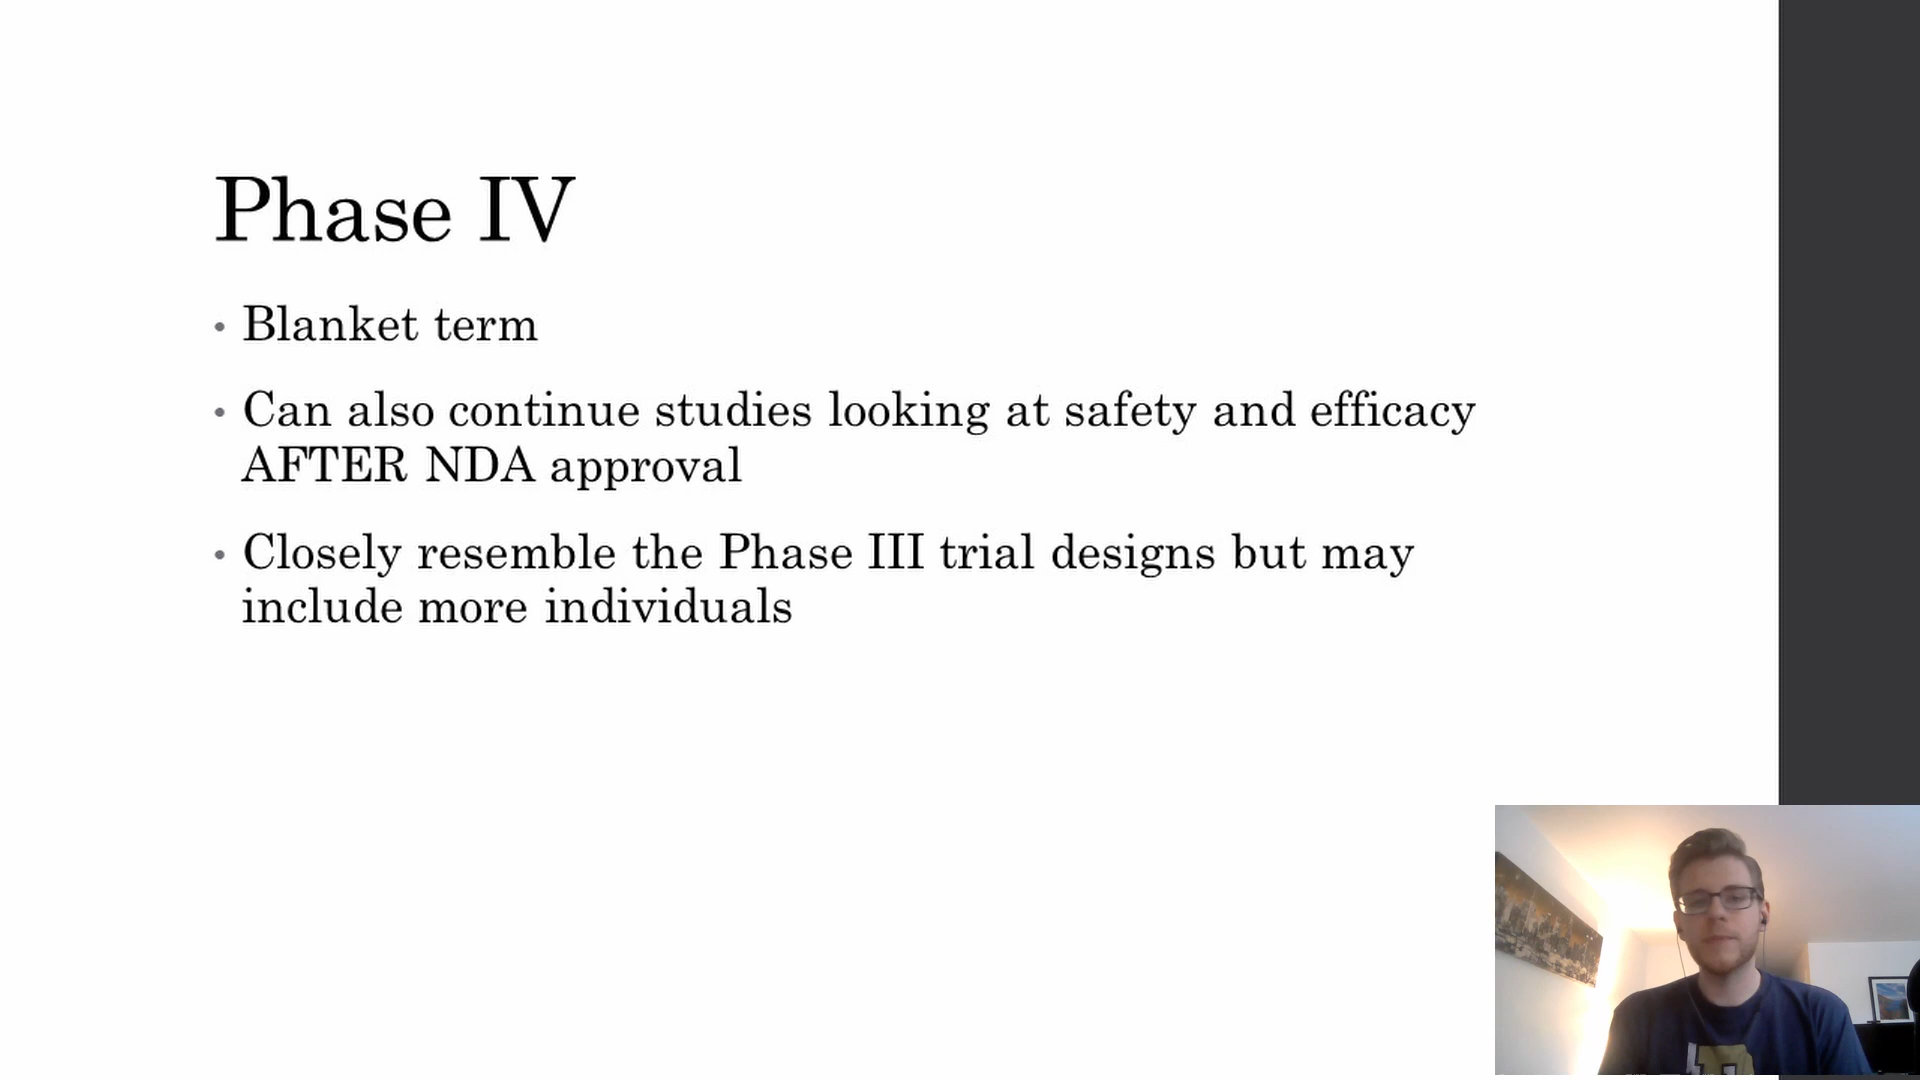 Phase IV
• Blanket term
• Can also continue studies looking at safety and efficacy
AFTER NDA approval
• Closely resemble the Phase III trial designs but may
include more individuals